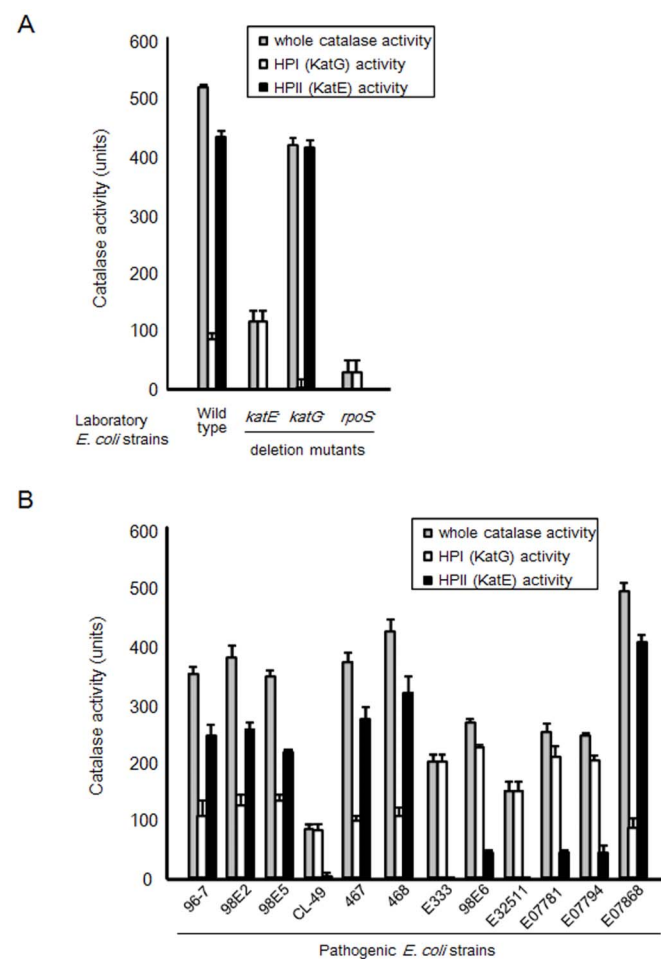 A
600
500
400
300
200
100
0
Catalase activity (units)
whole catalase activity
HPI (KatG) activity
HPII (KatE) activity
Laboratory
E. coli strains
Wild
type
katE-
katG-
rpoS-
deletion mutants
B
600
500
400
300
200
100
0
Catalase activity (units)
whole catalase activity
HPI (KatG) activity
HPII (KatE) activity
96-7
98E2
98E5
CL-49
467
468
E333
98E6
E32511
E07781
E07794
E07868
Pathogenic E. coli strains